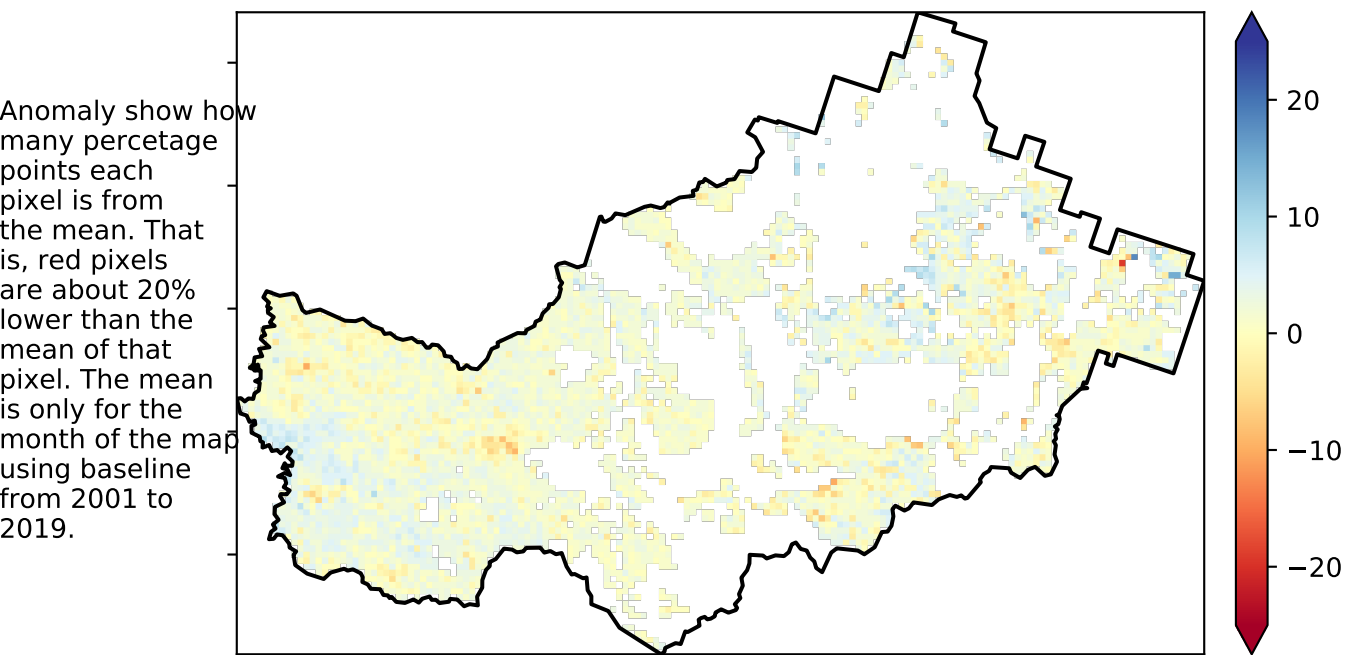 Anomaly show how
many percetage
points each
pixel is from
the mean. That
is, red pixels
are about 20%
lower than the
mean of that
pixel. The mean
is only for the
month of the map
using baseline
from 2001 to
2019.
20
10
0
−10
−20